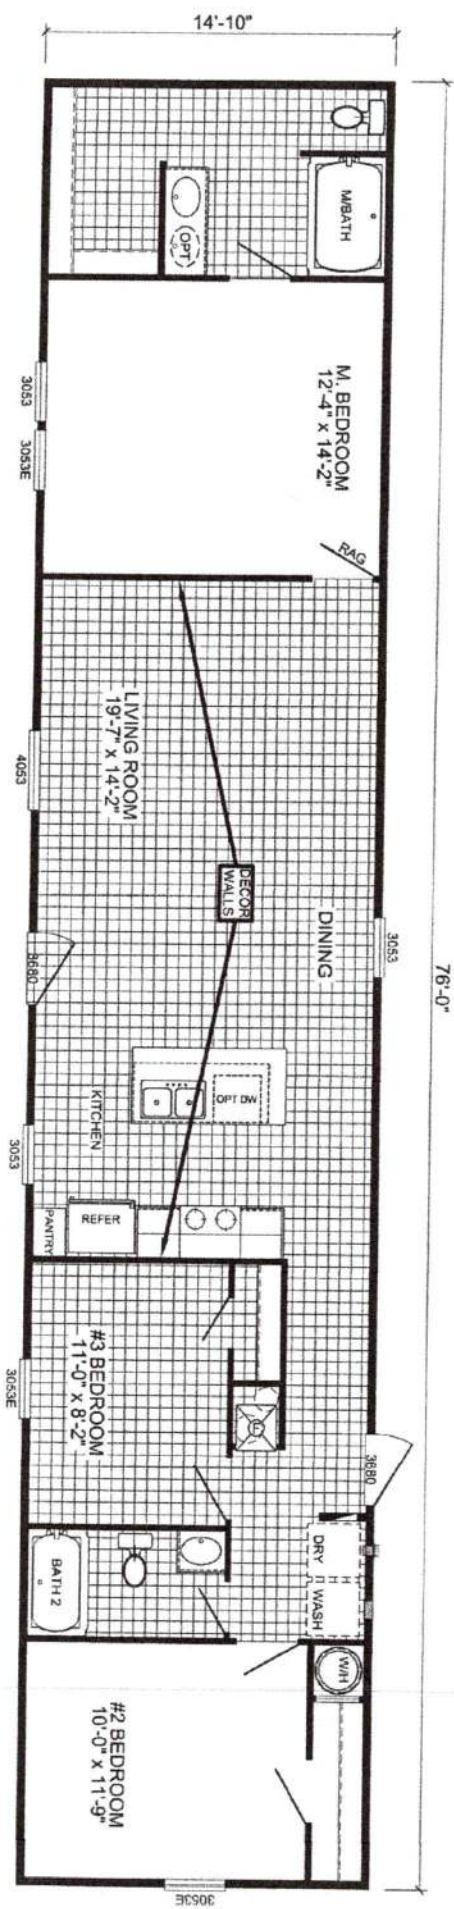 14'-10"
76'-0"
M/BATH
(OPT)
M. BEDROOM
12'-4" x 14'-2"
3053
3053E
RAG
LIVING ROOM
19'-7" x 14'-2"
4053
DECOR
WALLS
DINING
3053
3680
OPT DW
KITCHEN
3053
REFER
PANTRY
#3 BEDROOM
11'-0" x 8'-2"
3053E
3680
DRY
WASH
BATH 2
W/H
#2 BEDROOM
10'-0" x 11'-9"
3053E